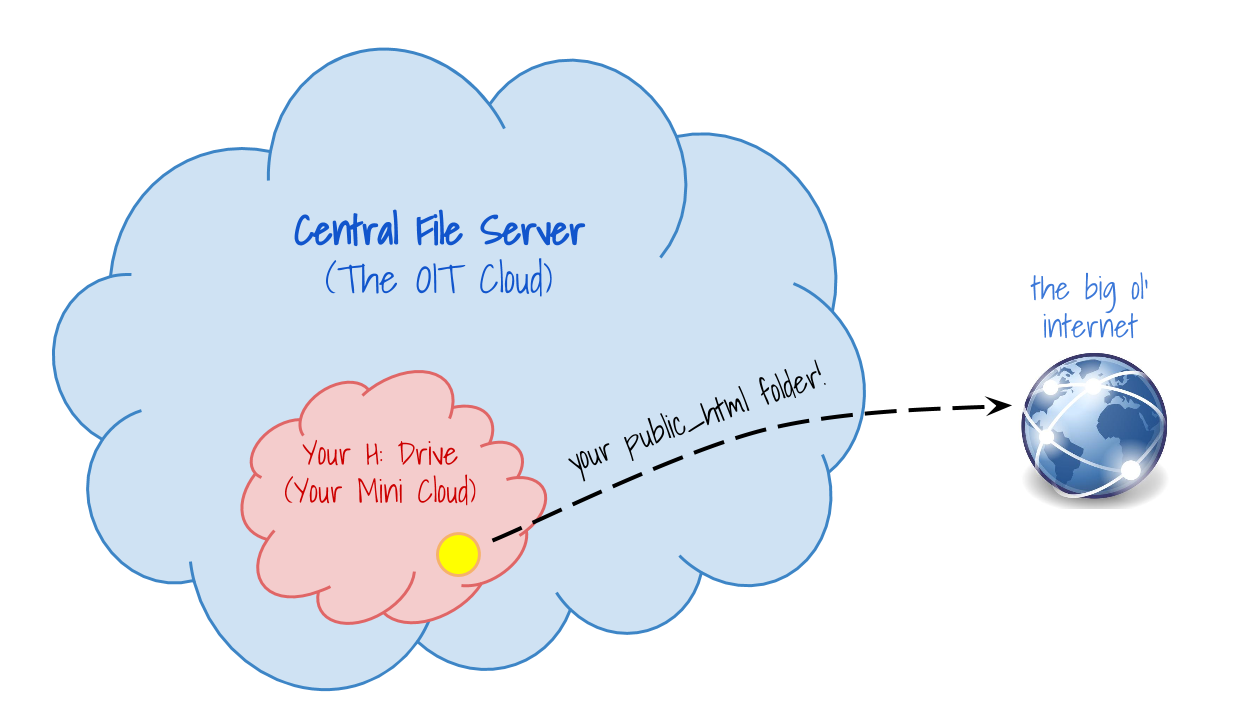 Central File Server
(The OIT Cloud)
the big ol'
internet
your public_html folder!
Your H: Drive
(Your Mini Cloud)